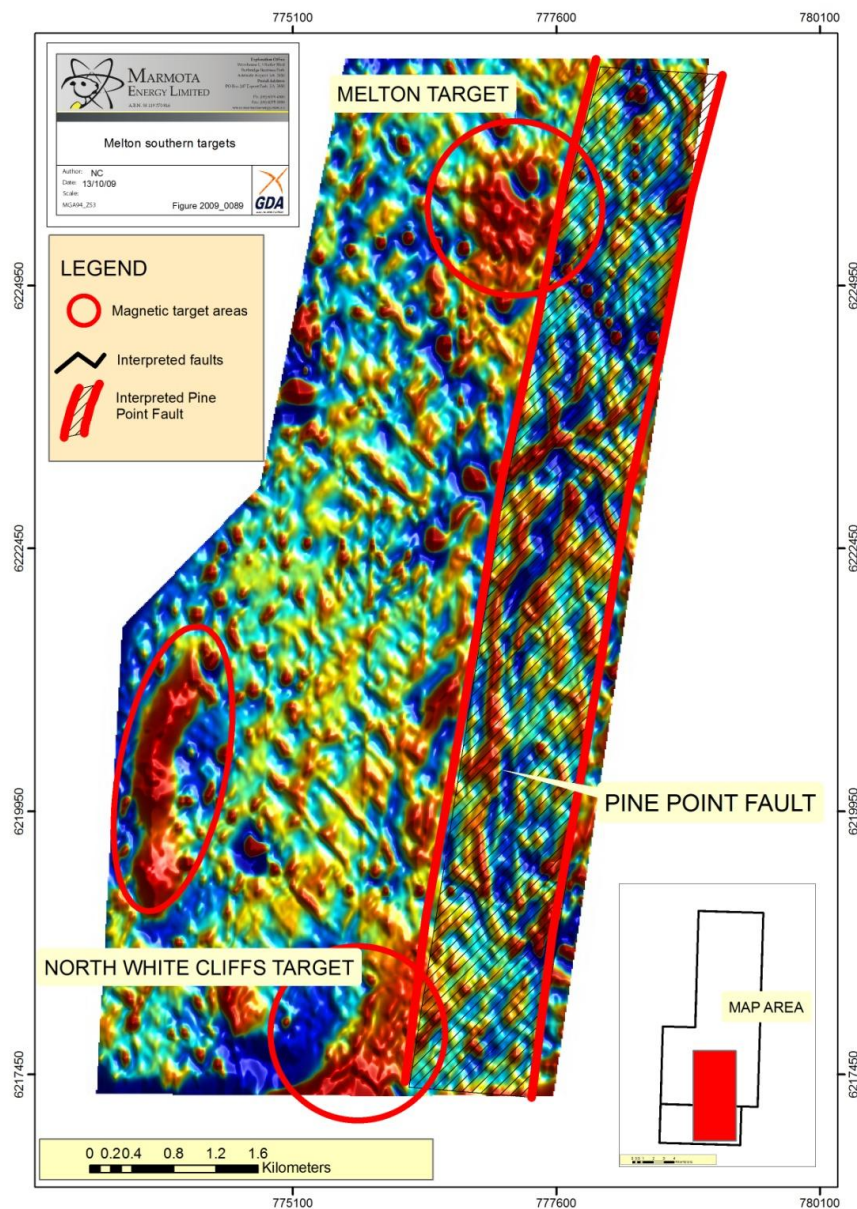 775100
777600
780100
MARMOTA
ENERGY LIMITED
Melton southern targets
Author: NC
Date: 13/10/09
Scale:
MGA94_Z53
Figure 2009_0089
GDA
LEGEND
Magnetic target areas
Interpreted faults
Interpreted Pine
Point Fault
MELTON TARGET
6224950
6224950
6222450
6222450
6219950
6219950
PINE POINT FAULT
NORTH WHITE CLIFFS TARGET
MAP AREA
6217450
6217450
0 0.20.4 0.8 1.2 1.6
Kilometers
775100
777600
780100